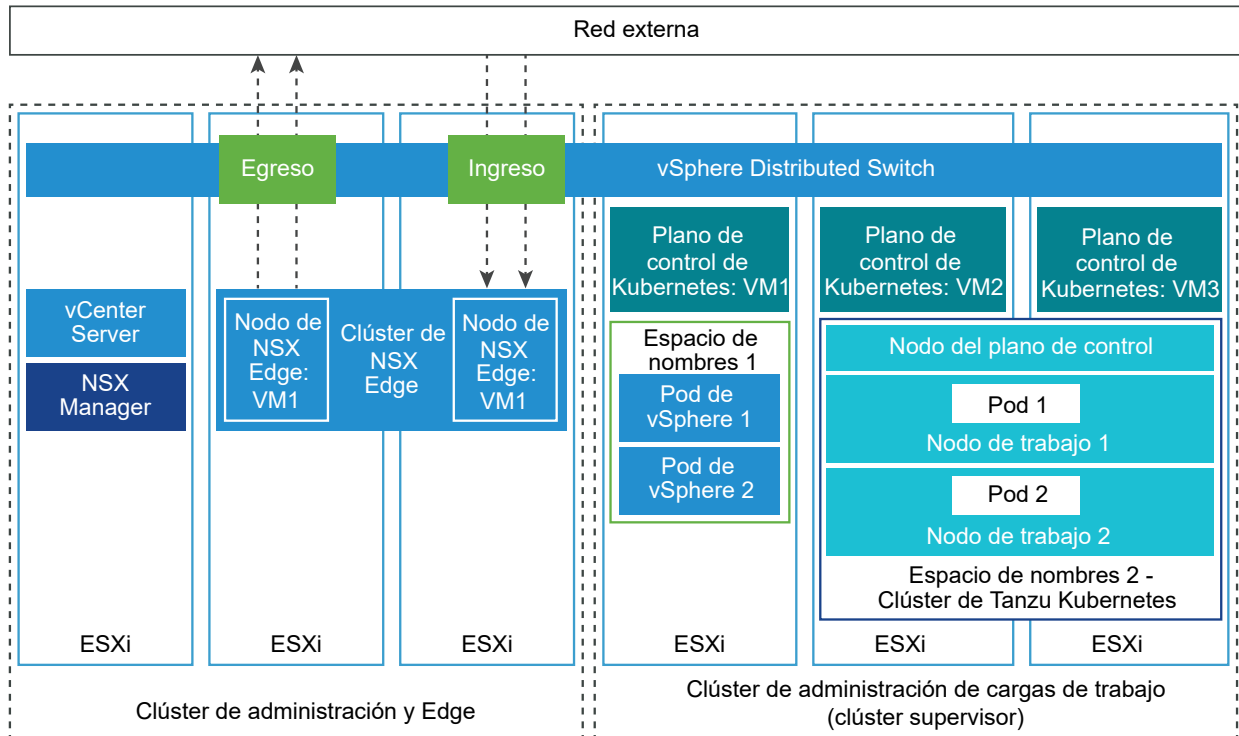 Red externa
Egreso
Ingreso
vSphere Distributed Switch
vCenter
Server
NSX
Manager
Nodo de
NSX
Edge:
VM1
Clúster de
NSX
Edge
Nodo de
NSX
Edge:
VM1
Plano de
control de
Kubernetes: VM1
Plano de
control de
Kubernetes: VM2
Plano de
control de
Kubernetes: VM3
Espacio de
nombres 1
Pod de
vSphere 1
Pod de
vSphere 2
Nodo del plano de control
Pod 1
Nodo de trabajo 1
Pod 2
Nodo de trabajo 2
Espacio de nombres 2 -
Clúster de Tanzu Kubernetes
ESXi
ESXi
ESXi
ESXi
ESXi
ESXi
Clúster de administración y Edge
Clúster de administración de cargas de trabajo
(clúster supervisor)